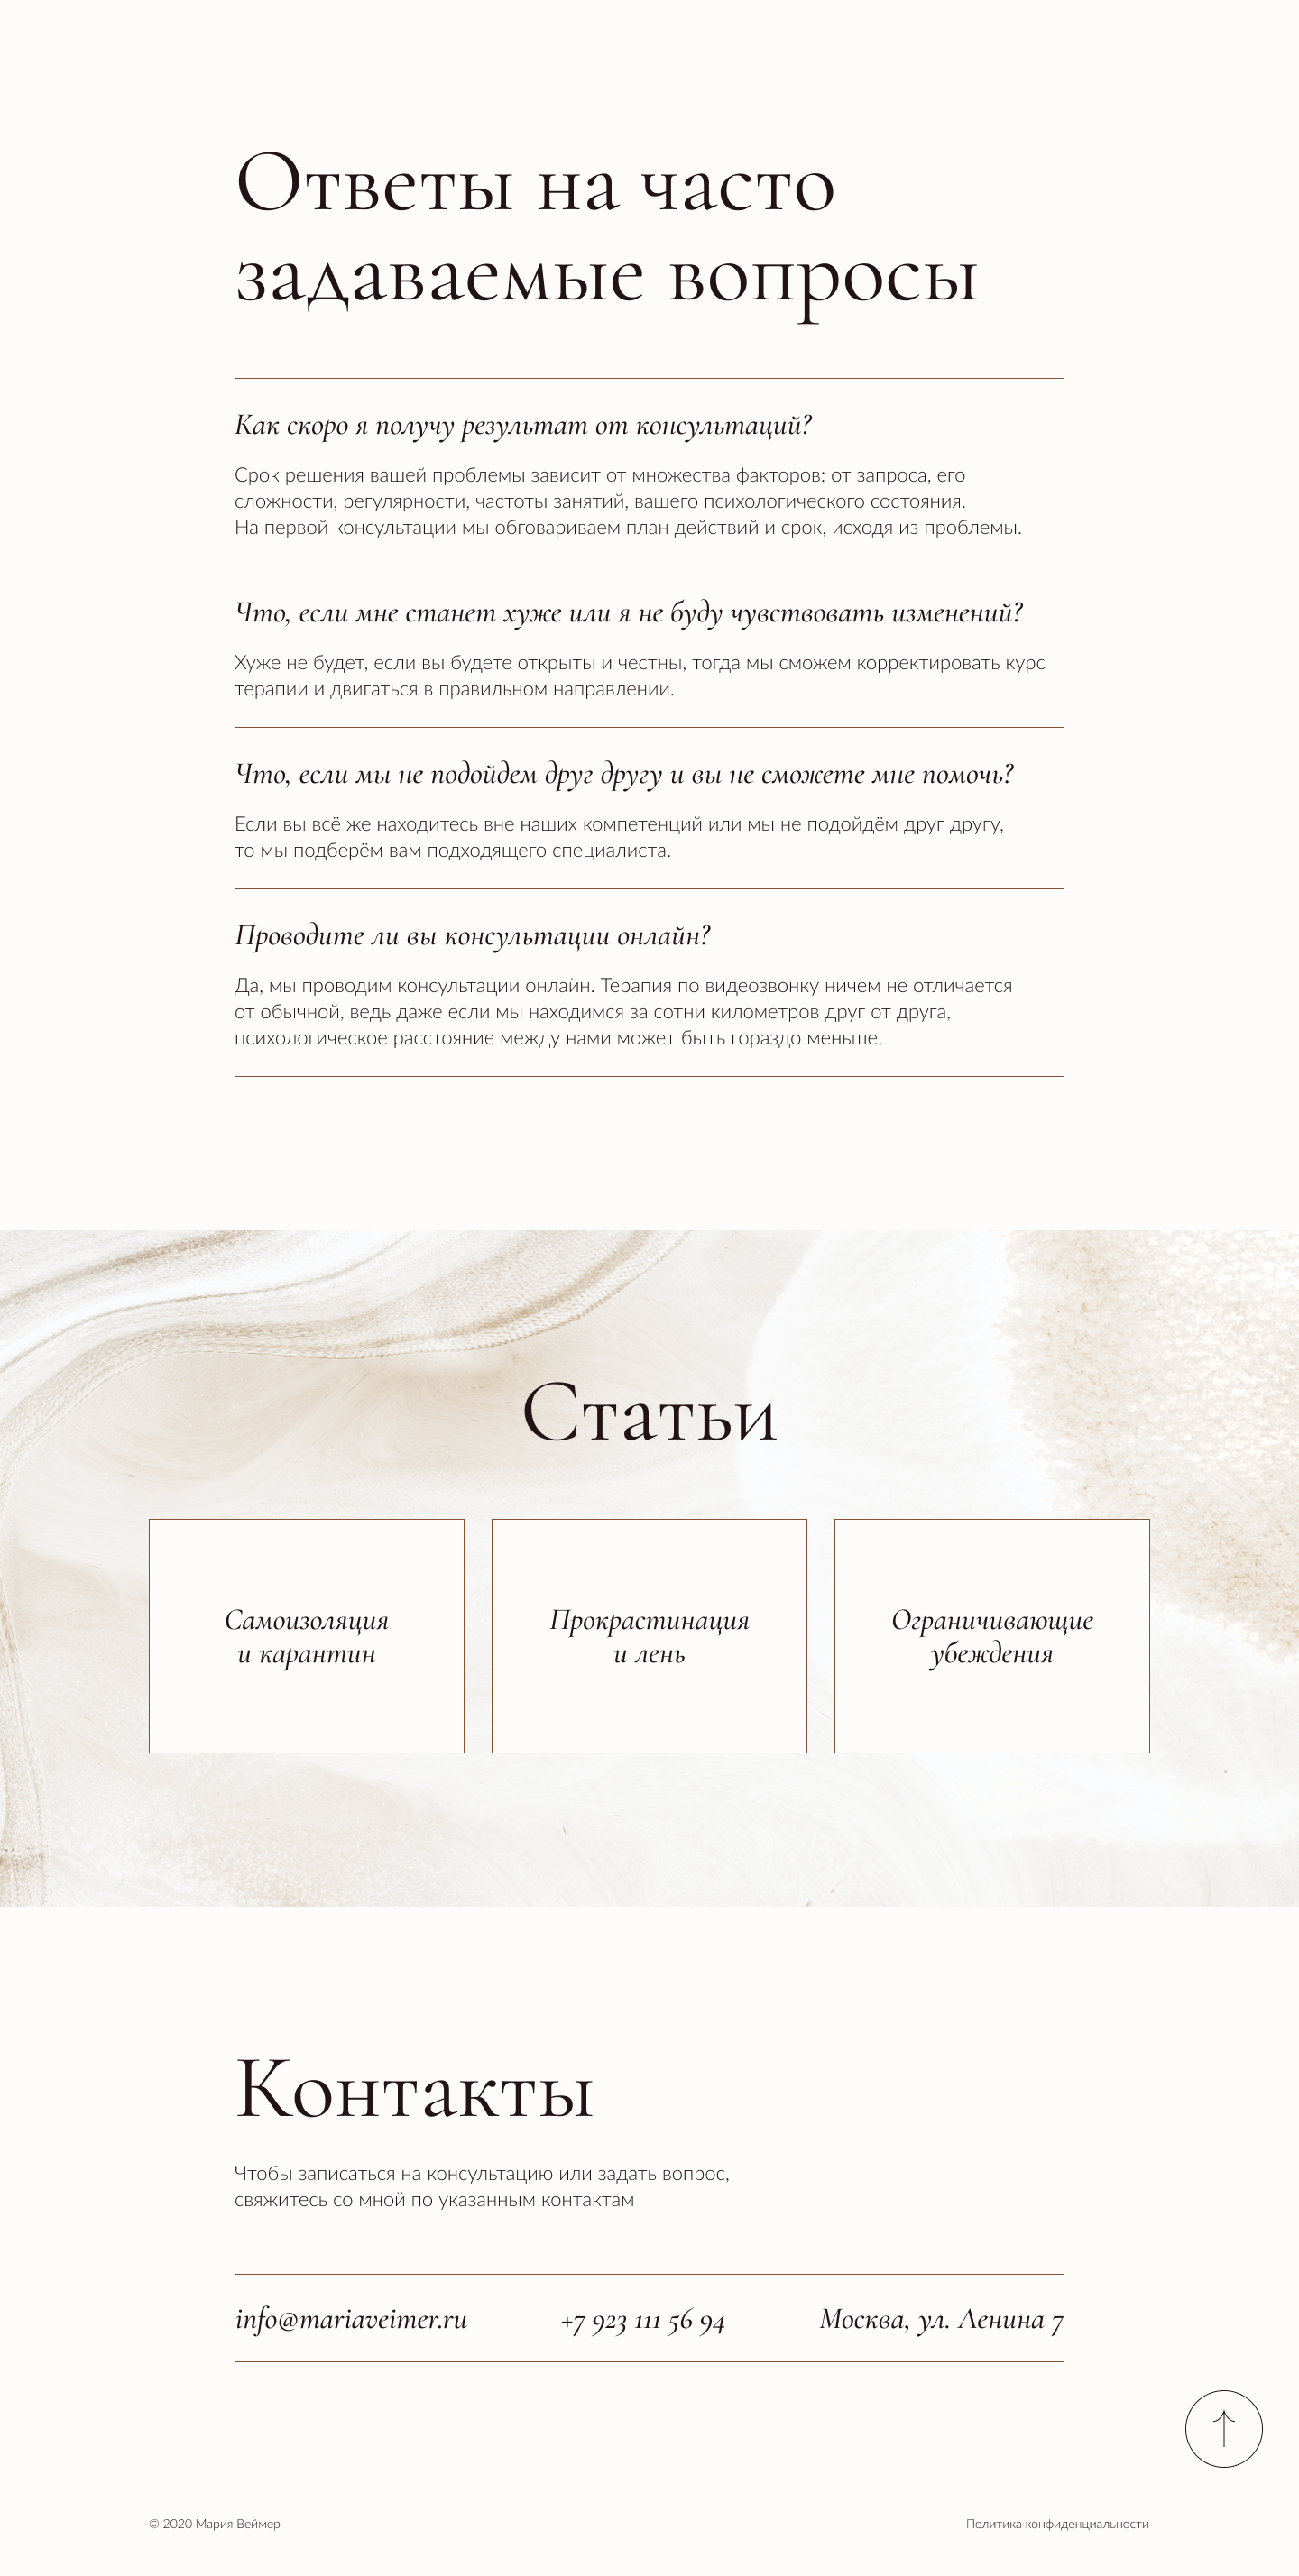 Ответы на часто
задаваемые вопросы
Как скоро я получу результат от консультаций?
Срок решения вашей проблемы зависит от множества факторов: от запроса, его
сложности, регулярности, частоты занятий, вашего психологического состояния.
На первой консультации мы обговариваем план действий и срок, исходя из проблемы.
Что, если мне станет хуже или я не буду чувствовать изменений?
Хуже не будет, если вы будете открыты и честны, тогда мы сможем корректировать курс
терапии и двигаться в правильном направлении.
Что, если мы не подойдем друг другу и вы не сможете мне помочь?
Если вы всё же находитесь вне наших компетенций или мы не подойдём друг другу,
то мы подберём вам подходящего специалиста.
Проводите ли вы консультации онлайн?
Да, мы проводим консультации онлайн. Терапия по видеозвонку ничем не отличается
от обычной, ведь даже если мы находимся за сотни километров друг от друга,
психологическое расстояние между нами может быть гораздо меньше.
Статьи
Самоизоляция
и карантин
Прокрастинация
и лень
Ограничивающие
убеждения
Контакты
Чтобы записаться на консультацию или задать вопрос,
свяжитесь со мной по указанным контактам
info@mariaveimer.ru
+7 923 111 56 94
Москва, ул. Ленина 7
© 2020 Мария Веймер
Политика конфиденциальности